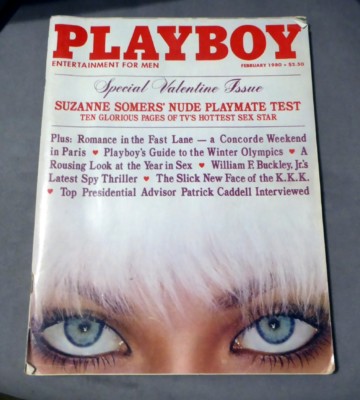 PLAYBOY
ENTERTAINMENT FOR MEN
FEBRUARY 1980 • $2.50
Special Valentine Issue
SUZANNE SOMERS' NUDE PLAYMATE TEST
TEN GLORIOUS PAGES OF TV'S HOTTEST SEX STAR
Plus: Romance in the Fast Lane — a Concorde Weekend
in Paris ♥ Playboy's Guide to the Winter Olympics ♥ A
Rousing Look at the Year in Sex ♥ William F. Buckley, Jr.'s
Latest Spy Thriller ♥ The Slick New Face of the K.K.K.
♥ Top Presidential Advisor Patrick Caddell Interviewed